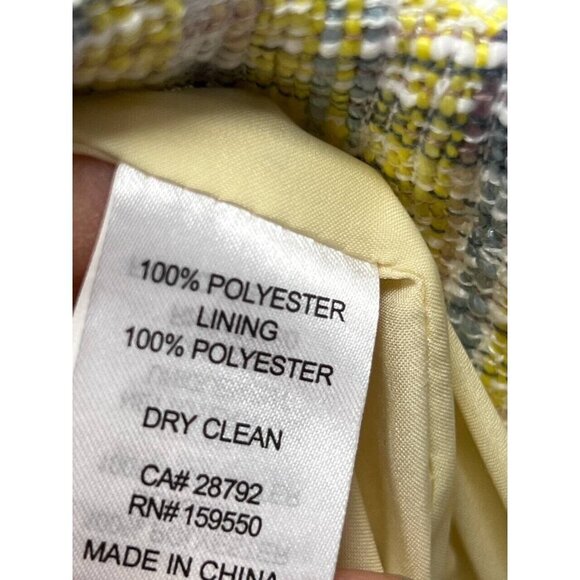 100% POLYESTER
LINING
100% POLYESTER
DRY CLEAN
CA# 28792
RN# 159550
MADE IN CHINA